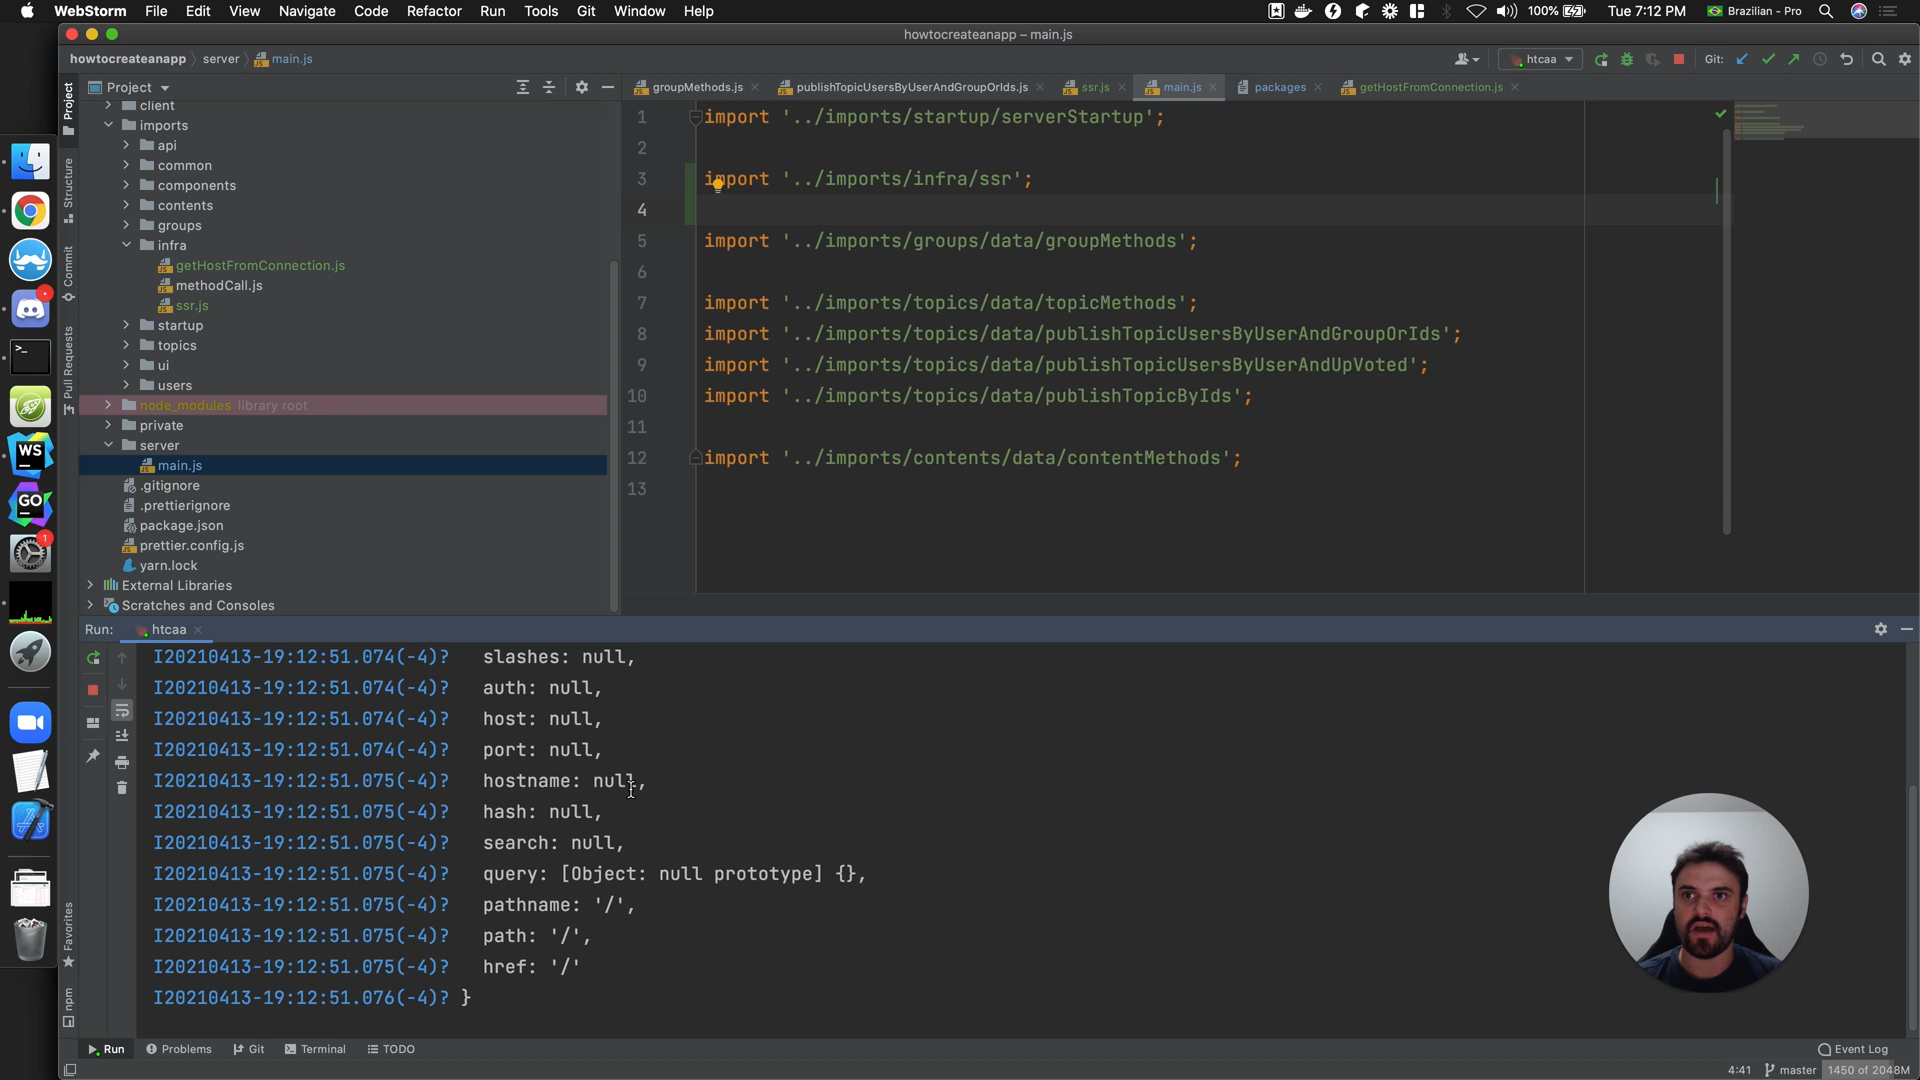 WebStorm File Edit View Navigate Code Refactor Run Tools Git Window Help
100% Tue 7:12 PM Brazilian - Pro
howtocreateanapp – main.js
howtocreateanapp server main.js
htcaa Git:
Project
groupMethods.js publishTopicUsersByUserAndGroupOrIds.js ssr.js main.js packages getHostFromConnection.js
client
imports
api
common
components
contents
groups
infra
getHostFromConnection.js
methodCall.js
ssr.js
startup
topics
ui
users
node_modules library root
private
server
main.js
.gitignore
.prettierignore
package.json
prettier.config.js
yarn.lock
External Libraries
Scratches and Consoles
Project
Structure
Commit
Pull Requests
Favorites
npm
1 import '../imports/startup/serverStartup';
2
3 import '../imports/infra/ssr';
4
5 import '../imports/groups/data/groupMethods';
6
7 import '../imports/topics/data/topicMethods';
8 import '../imports/topics/data/publishTopicUsersByUserAndGroupOrIds';
9 import '../imports/topics/data/publishTopicUsersByUserAndUpVoted';
10 import '../imports/topics/data/publishTopicByIds';
11
12 import '../imports/contents/data/contentMethods';
13
Run: htcaa
I20210413-19:12:51.074(-4)? slashes: null,
I20210413-19:12:51.074(-4)? auth: null,
I20210413-19:12:51.074(-4)? host: null,
I20210413-19:12:51.074(-4)? port: null,
I20210413-19:12:51.075(-4)? hostname: null,
I20210413-19:12:51.075(-4)? hash: null,
I20210413-19:12:51.075(-4)? search: null,
I20210413-19:12:51.075(-4)? query: [Object: null prototype] {},
I20210413-19:12:51.075(-4)? pathname: '/',
I20210413-19:12:51.075(-4)? path: '/',
I20210413-19:12:51.075(-4)? href: '/'
I20210413-19:12:51.076(-4)? }
Run Problems Git Terminal TODO Event Log
4:41 master 1450 of 2048M
WS
GO
1